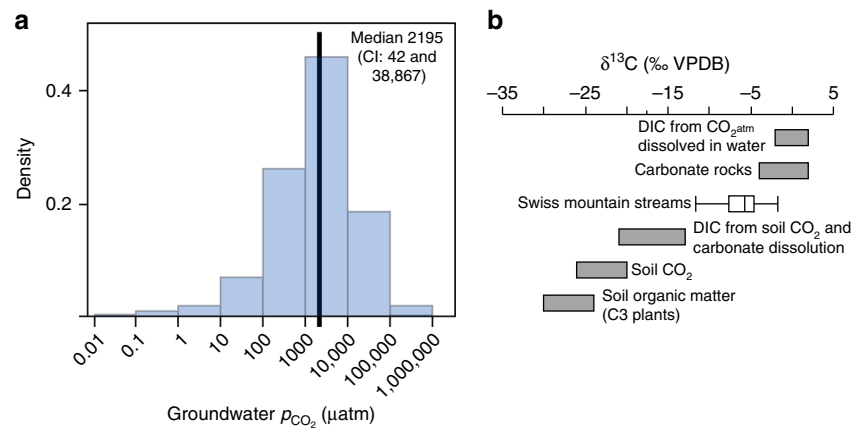 a
Median 2195
(CI: 42 and
38,867)
0.4
0.2
Density
0.01
0.1
1
10
100
1000
10,000
100,000
1,000,000
Groundwater pCO2 (µatm)
b
δ13C (‰ VPDB)
−35
−25
−15
−5
5
DIC from CO2atm
dissolved in water
Carbonate rocks
Swiss mountain streams
DIC from soil CO2 and
carbonate dissolution
Soil CO2
Soil organic matter
(C3 plants)